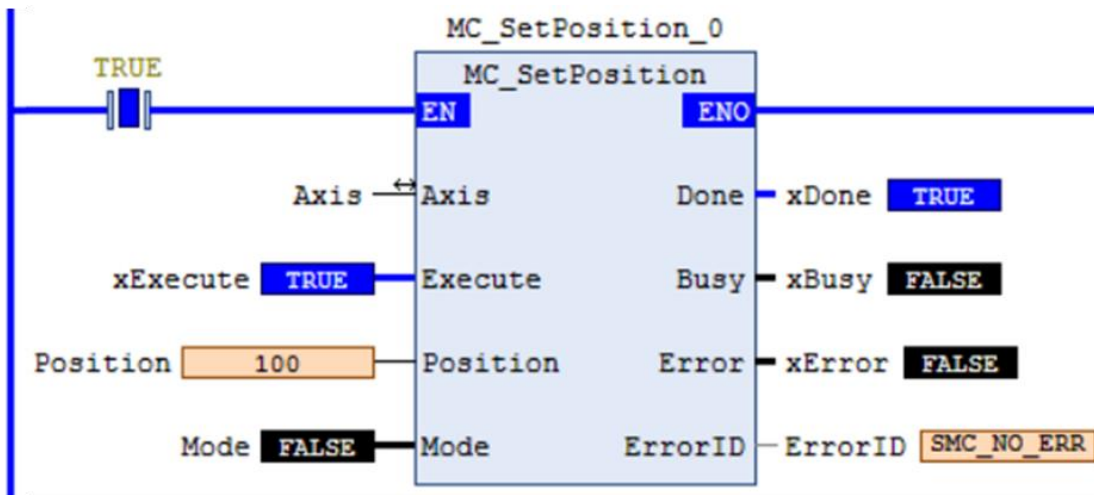 MC_SetPosition_0
TRUE
MC_SetPosition
EN
ENO
Axis
Axis
Done
xDone
TRUE
xExecute
TRUE
Execute
Busy
xBusy
FALSE
Position
100
Position
Error
xError
FALSE
Mode
FALSE
Mode
ErrorID
ErrorID
SMC_NO_ERR